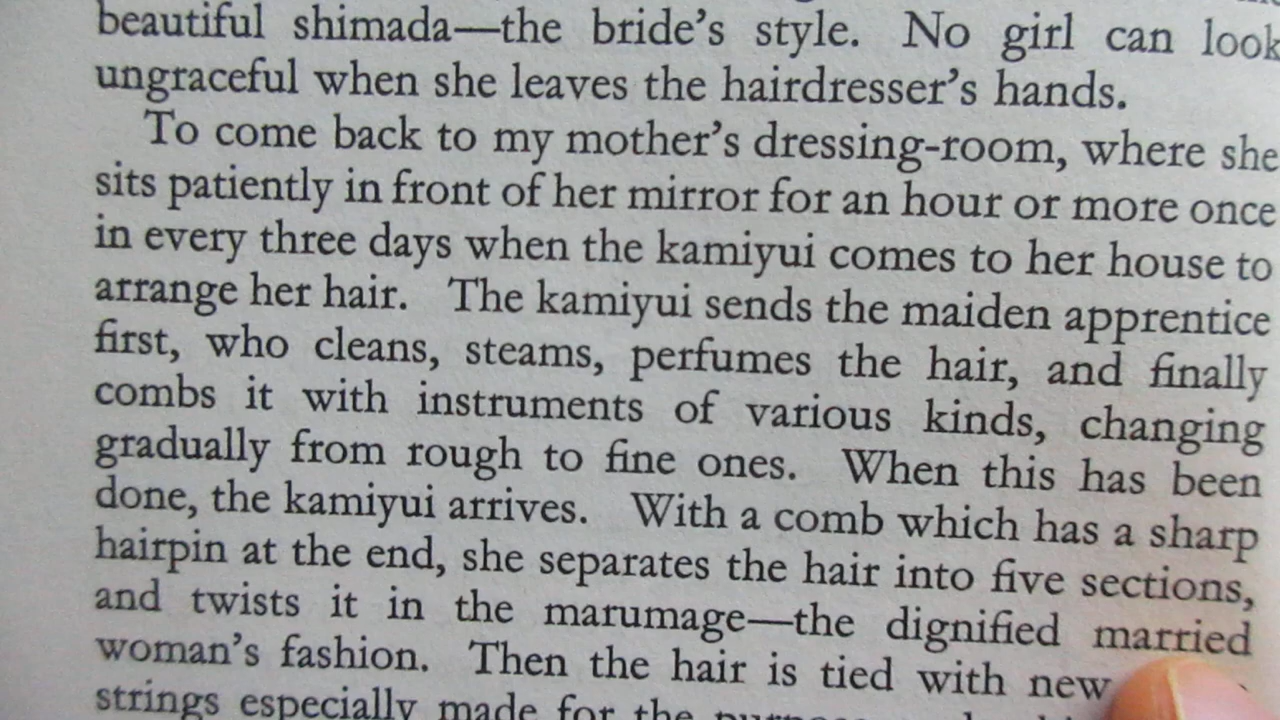 beautiful shimada—the bride's style. No girl can look
ungraceful when she leaves the hairdresser's hands.
To come back to my mother's dressing-room, where she
sits patiently in front of her mirror for an hour or more once
in every three days when the kamiyui comes to her house to
arrange her hair. The kamiyui sends the maiden apprentice
first, who cleans, steams, perfumes the hair, and finally
combs it with instruments of various kinds, changing
gradually from rough to fine ones. When this has been
done, the kamiyui arrives. With a comb which has a sharp
hairpin at the end, she separates the hair into five sections,
and twists it in the marumage—the dignified married
woman's fashion. Then the hair is tied with new
strings especially made for the